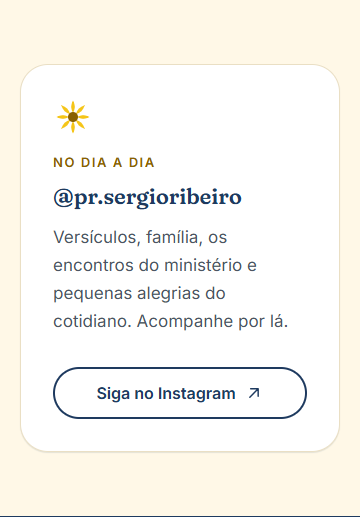 NO DIA A DIA
@pr.sergioribeiro
Versículos, família, os
encontros do ministério e
pequenas alegrias do
cotidiano. Acompanhe por lá.
Siga no Instagram